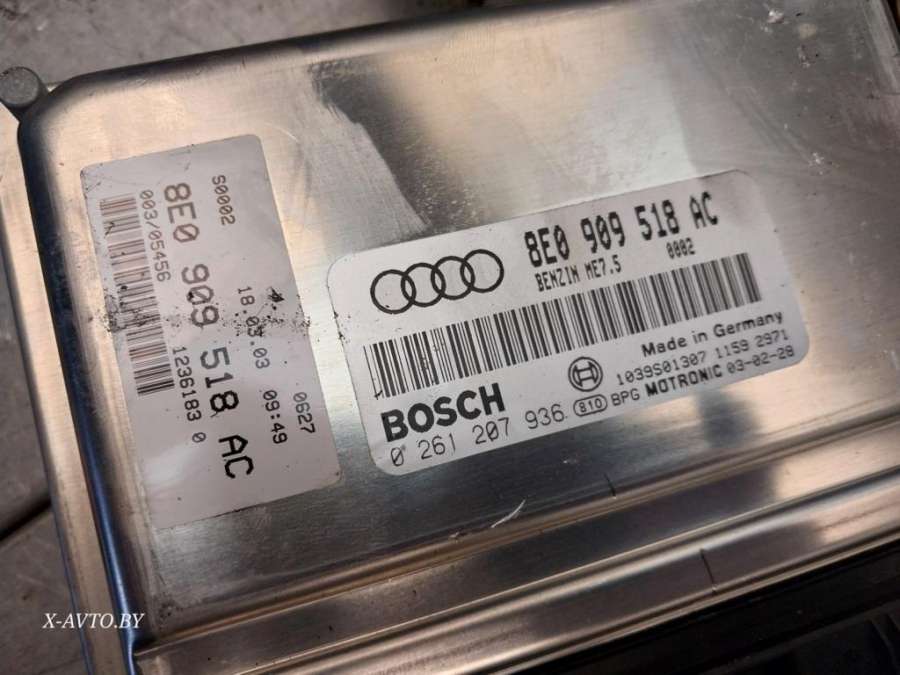 S0002
8E0 909 518 AC
003/05456
1236183 0
18.03.03 09:49
0627
8E0 909 518 AC
BENZIN ME7.5 0002
Made in Germany
1039S01307 1159 2971
BOSCH
0 261 207 936 810 BPG MOTRONIC 03-02-28
X-AVTO.BY